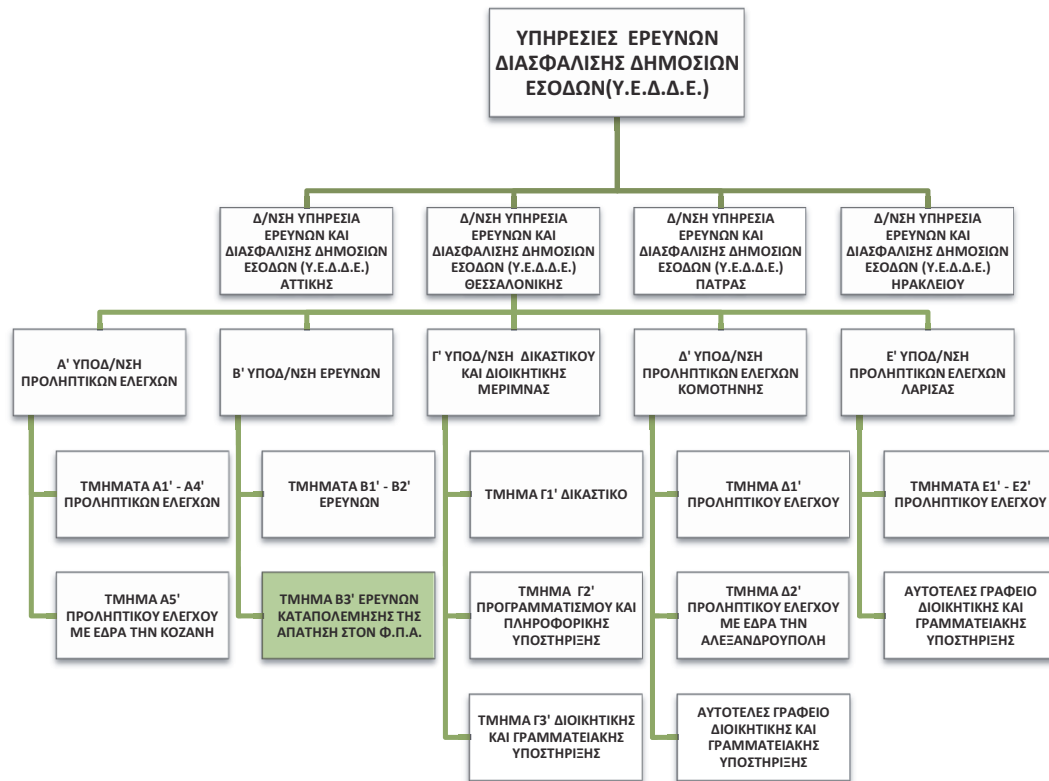 ΥΠΗΡΕΣΙΕΣ ΕΡΕΥΝΩΝ
ΔΙΑΣΦΑΛΙΣΗΣ ΔΗΜΟΣΙΩΝ
ΕΣΟΔΩΝ(Υ.Ε.Δ.Δ.Ε.)
Δ/ΝΣΗ ΥΠΗΡΕΣΙΑ
ΕΡΕΥΝΩΝ ΚΑΙ
ΔΙΑΣΦΑΛΙΣΗΣ ΔΗΜΟΣΙΩΝ
ΕΣΟΔΩΝ (Υ.Ε.Δ.Δ.Ε.)
ΑΤΤΙΚΗΣ
Δ/ΝΣΗ ΥΠΗΡΕΣΙΑ
ΕΡΕΥΝΩΝ ΚΑΙ
ΔΙΑΣΦΑΛΙΣΗΣ ΔΗΜΟΣΙΩΝ
ΕΣΟΔΩΝ (Υ.Ε.Δ.Δ.Ε.)
ΘΕΣΣΑΛΟΝΙΚΗΣ
Δ/ΝΣΗ ΥΠΗΡΕΣΙΑ
ΕΡΕΥΝΩΝ ΚΑΙ
ΔΙΑΣΦΑΛΙΣΗΣ ΔΗΜΟΣΙΩΝ
ΕΣΟΔΩΝ (Υ.Ε.Δ.Δ.Ε.)
ΠΑΤΡΑΣ
Δ/ΝΣΗ ΥΠΗΡΕΣΙΑ
ΕΡΕΥΝΩΝ ΚΑΙ
ΔΙΑΣΦΑΛΙΣΗΣ ΔΗΜΟΣΙΩΝ
ΕΣΟΔΩΝ (Υ.Ε.Δ.Δ.Ε.)
ΗΡΑΚΛΕΙΟΥ
Α' ΥΠΟΔ/ΝΣΗ
ΠΡΟΛΗΠΤΙΚΩΝ ΕΛΕΓΧΩΝ
Β' ΥΠΟΔ/ΝΣΗ ΕΡΕΥΝΩΝ
Γ' ΥΠΟΔ/ΝΣΗ ΔΙΚΑΣΤΙΚΟΥ
ΚΑΙ ΔΙΟΙΚΗΤΙΚΗΣ
ΜΕΡΙΜΝΑΣ
Δ' ΥΠΟΔ/ΝΣΗ
ΠΡΟΛΗΠΤΙΚΩΝ ΕΛΕΓΧΩΝ
ΚΟΜΟΤΗΝΗΣ
Ε' ΥΠΟΔ/ΝΣΗ
ΠΡΟΛΗΠΤΙΚΩΝ ΕΛΕΓΧΩΝ
ΛΑΡΙΣΑΣ
ΤΜΗΜΑΤΑ Α1' - Α4'
ΠΡΟΛΗΠΤΙΚΩΝ ΕΛΕΓΧΩΝ
ΤΜΗΜΑΤΑ Β1' - Β2'
ΕΡΕΥΝΩΝ
ΤΜΗΜΑ Γ1' ΔΙΚΑΣΤΙΚΟ
ΤΜΗΜΑ Δ1'
ΠΡΟΛΗΠΤΙΚΟΥ ΕΛΕΓΧΟΥ
ΤΜΗΜΑΤΑ Ε1' - Ε2'
ΠΡΟΛΗΠΤΙΚΟΥ ΕΛΕΓΧΟΥ
ΤΜΗΜΑ Α5'
ΠΡΟΛΗΠΤΙΚΟΥ ΕΛΕΓΧΟΥ
ΜΕ ΕΔΡΑ ΤΗΝ ΚΟΖΑΝΗ
ΤΜΗΜΑ Β3' ΕΡΕΥΝΩΝ
ΚΑΤΑΠΟΛΕΜΗΣΗΣ ΤΗΣ
ΑΠΑΤΗΣΗ ΣΤΟΝ Φ.Π.Α.
ΤΜΗΜΑ Γ2'
ΠΡΟΓΡΑΜΜΑΤΙΣΜΟΥ ΚΑΙ
ΠΛΗΡΟΦΟΡΙΚΗΣ
ΥΠΟΣΤΗΡΙΞΗΣ
ΤΜΗΜΑ Δ2'
ΠΡΟΛΗΠΤΙΚΟΥ ΕΛΕΓΧΟΥ
ΜΕ ΕΔΡΑ ΤΗΝ
ΑΛΕΞΑΝΔΡΟΥΠΟΛΗ
ΑΥΤΟΤΕΛΕΣ ΓΡΑΦΕΙΟ
ΔΙΟΙΚΗΤΙΚΗΣ ΚΑΙ
ΓΡΑΜΜΑΤΕΙΑΚΗΣ
ΥΠΟΣΤΗΡΙΞΗΣ
ΤΜΗΜΑ Γ3' ΔΙΟΙΚΗΤΙΚΗΣ
ΚΑΙ ΓΡΑΜΜΑΤΕΙΑΚΗΣ
ΥΠΟΣΤΗΡΙΞΗΣ
ΑΥΤΟΤΕΛΕΣ ΓΡΑΦΕΙΟ
ΔΙΟΙΚΗΤΙΚΗΣ ΚΑΙ
ΓΡΑΜΜΑΤΕΙΑΚΗΣ
ΥΠΟΣΤΗΡΙΞΗΣ